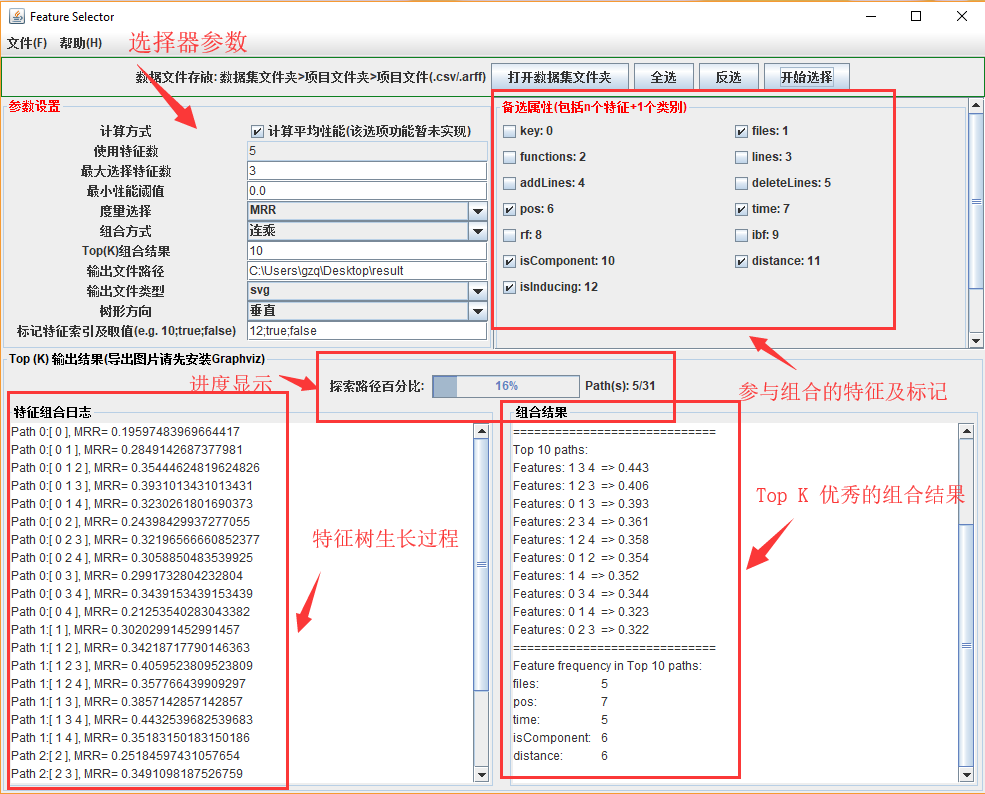 Feature Selector
文件(F) 帮助(H)
选择器参数
数据文件存放: 数据集文件夹>项目文件夹>项目文件(.csv/.arff) 打开数据集文件夹 全选 反选 开始选择
参数设置
计算方式 计算平均性能(该选项功能暂未实现)
使用特征数 5
最大选择特征数 3
最小性能阈值 0.0
度量选择 MRR
组合方式 连乘
Top(K)组合结果 10
输出文件路径 C:\Users\gzq\Desktop\result
输出文件类型 svg
树形方向 垂直
标记特征索引及取值(e.g. 10;true;false) 12;true;false
备选属性(包括n个特征+1个类别)
key: 0 files: 1
functions: 2 lines: 3
addLines: 4 deleteLines: 5
pos: 6 time: 7
rf: 8 ibf: 9
isComponent: 10 distance: 11
isInducing: 12
Top (K) 输出结果(导出图片请先安装Graphviz)
进度显示
探索路径百分比: 16% Path(s): 5/31
参与组合的特征及标记
特征组合日志
Path 0:[ 0 ], MRR= 0.19597483969664417
Path 0:[ 0 1 ], MRR= 0.2849142687377981
Path 0:[ 0 1 2 ], MRR= 0.35444624819624826
Path 0:[ 0 1 3 ], MRR= 0.3931013431013431
Path 0:[ 0 1 4 ], MRR= 0.3230261801690373
Path 0:[ 0 2 ], MRR= 0.24398429937277055
Path 0:[ 0 2 3 ], MRR= 0.32196566660852377
Path 0:[ 0 2 4 ], MRR= 0.3058850483539925
Path 0:[ 0 3 ], MRR= 0.2991732804232804
Path 0:[ 0 3 4 ], MRR= 0.3439153439153439
Path 0:[ 0 4 ], MRR= 0.21253540283043382
Path 1:[ 1 ], MRR= 0.30202991452991457
Path 1:[ 1 2 ], MRR= 0.34218717790146363
Path 1:[ 1 2 3 ], MRR= 0.4059523809523809
Path 1:[ 1 2 4 ], MRR= 0.357766439909297
Path 1:[ 1 3 ], MRR= 0.3857142857142857
Path 1:[ 1 3 4 ], MRR= 0.4432539682539683
Path 1:[ 1 4 ], MRR= 0.35183150183150186
Path 2:[ 2 ], MRR= 0.25184597431057654
Path 2:[ 2 3 ], MRR= 0.3491098187526759
特征树生长过程
组合结果
=============================
Top 10 paths:
Features: 1 3 4 => 0.443
Features: 1 2 3 => 0.406
Features: 0 1 3 => 0.393
Features: 2 3 4 => 0.361
Features: 1 2 4 => 0.358
Features: 0 1 2 => 0.354
Features: 1 4 => 0.352
Features: 0 3 4 => 0.344
Features: 0 1 4 => 0.323
Features: 0 2 3 => 0.322
=============================
Feature frequency in Top 10 paths:
files: 5
pos: 7
time: 5
isComponent: 6
distance: 6
Top K 优秀的组合结果